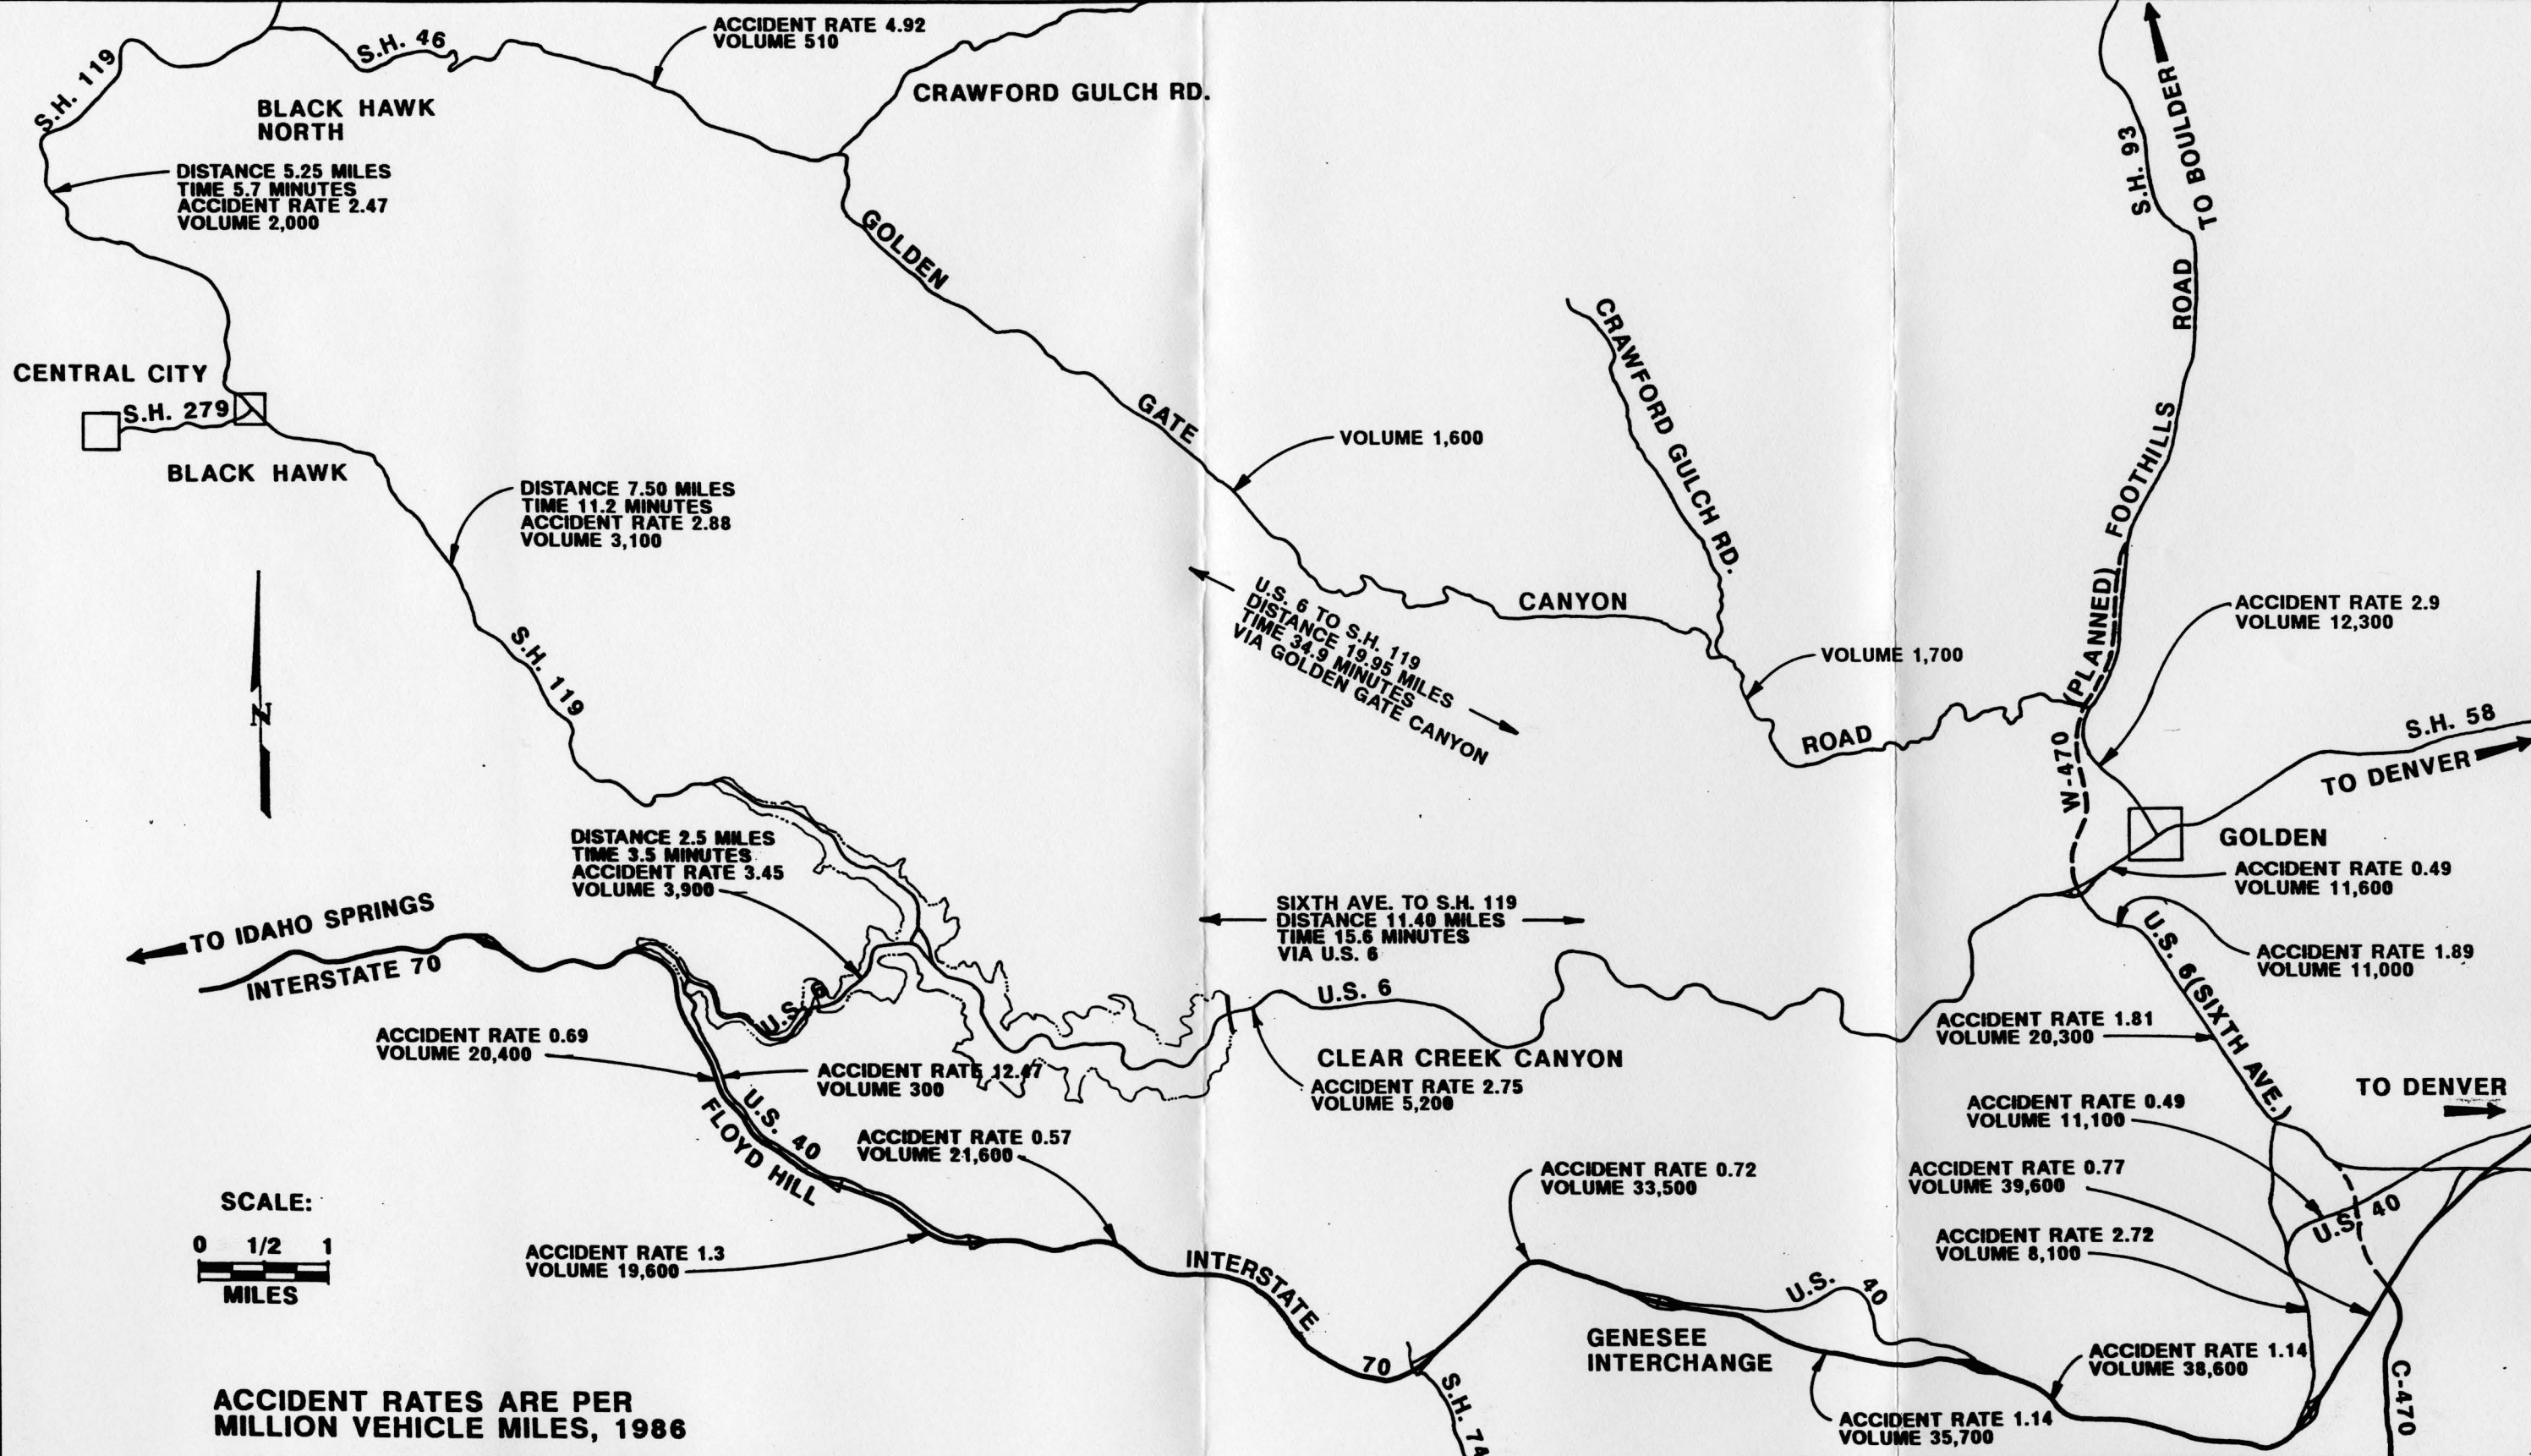 ACCIDENT RATE 4.92
VOLUME 510
S.H. 46
S.H. 119
CRAWFORD GULCH RD.
BLACK HAWK
NORTH
DISTANCE 5.25 MILES
TIME 5.7 MINUTES
ACCIDENT RATE 2.47
VOLUME 2,000
S.H. 93
TO BOULDER
GOLDEN
GATE
CANYON
ROAD
CRAWFORD GULCH RD.
FOOTHILLS
ROAD
(PLANNED)
W-470
CENTRAL CITY
S.H. 279
BLACK HAWK
VOLUME 1,600
DISTANCE 7.50 MILES
TIME 11.2 MINUTES
ACCIDENT RATE 2.88
VOLUME 3,100
N
S.H. 119
U.S. 6 TO S.H. 119
DISTANCE 19.95 MILES
TIME 34.9 MINUTES
VIA GOLDEN GATE CANYON
VOLUME 1,700
ACCIDENT RATE 2.9
VOLUME 12,300
S.H. 58
TO DENVER
GOLDEN
ACCIDENT RATE 0.49
VOLUME 11,600
DISTANCE 2.5 MILES
TIME 3.5 MINUTES
ACCIDENT RATE 3.45
VOLUME 3,900
TO IDAHO SPRINGS
INTERSTATE 70
SIXTH AVE. TO S.H. 119
DISTANCE 11.40 MILES
TIME 15.6 MINUTES
VIA U.S. 6
U.S. 6
U.S. 6
CLEAR CREEK CANYON
ACCIDENT RATE 2.75
VOLUME 5,200
U.S. 6 (SIXTH AVE.)
ACCIDENT RATE 1.89
VOLUME 11,000
ACCIDENT RATE 1.81
VOLUME 20,300
ACCIDENT RATE 0.69
VOLUME 20,400
ACCIDENT RATE 12.47
VOLUME 300
U.S. 40
FLOYD HILL
ACCIDENT RATE 0.57
VOLUME 21,600
TO DENVER
ACCIDENT RATE 0.49
VOLUME 11,100
ACCIDENT RATE 0.77
VOLUME 39,600
ACCIDENT RATE 0.72
VOLUME 33,500
U.S. 40
ACCIDENT RATE 2.72
VOLUME 8,100
SCALE:
0 1/2 1
MILES
ACCIDENT RATE 1.3
VOLUME 19,600
INTERSTATE
70
U.S. 40
GENESEE
INTERCHANGE
S.H. 74
ACCIDENT RATE 1.14
VOLUME 38,600
C-470
ACCIDENT RATE 1.14
VOLUME 35,700
ACCIDENT RATES ARE PER
MILLION VEHICLE MILES, 1986